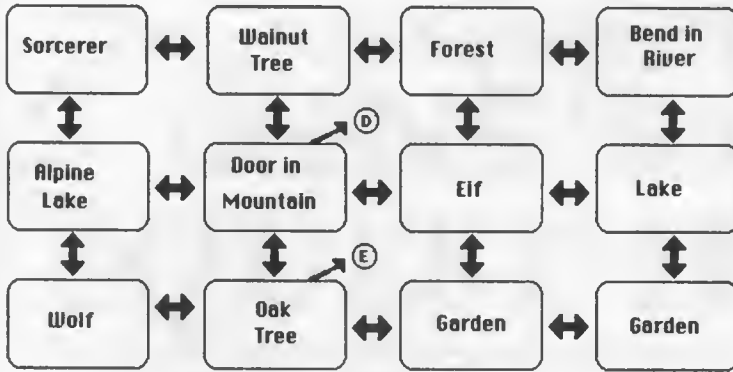 Sorcerer
Walnut
Tree
Forest
Bend in
River
D
Alpine
Lake
Door in
Mountain
Elf
Lake
E
Wolf
Oak
Tree
Garden
Garden